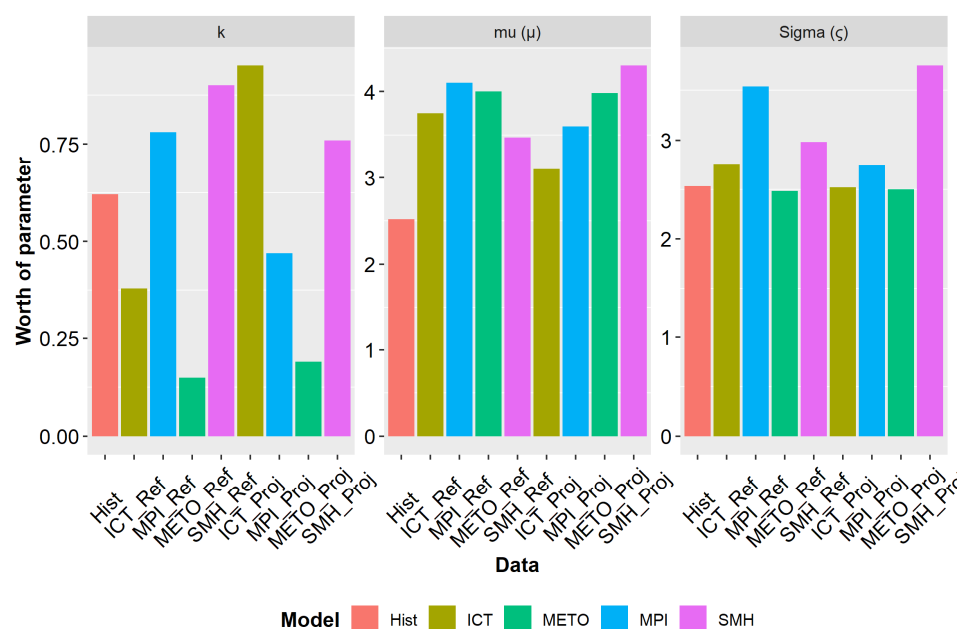 k
mu (μ)
Sigma (ς)
Worth of parameter
0.75
0.50
0.25
0.00
4
3
2
1
0
3
2
1
0
Hist
ICT_Ref
MPI_Ref
METO_Ref
SMH_Ref
ICT_Proj
MPI_Proj
METO_Proj
SMH_Proj
Hist
ICT_Ref
MPI_Ref
METO_Ref
SMH_Ref
ICT_Proj
MPI_Proj
METO_Proj
SMH_Proj
Hist
ICT_Ref
MPI_Ref
METO_Ref
SMH_Ref
ICT_Proj
MPI_Proj
METO_Proj
SMH_Proj
Data
Model Hist ICT METO MPI SMH